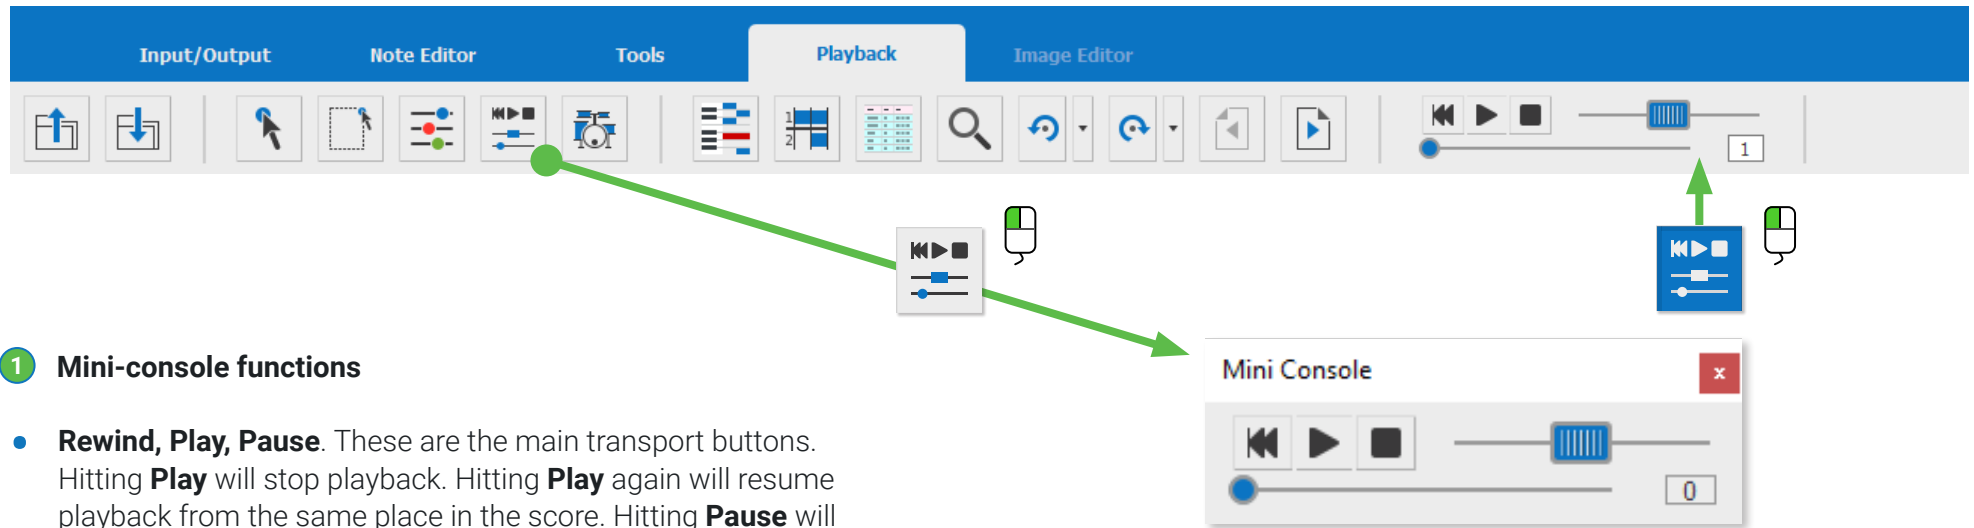 Input/Output Note Editor Tools Playback Image Editor
1
2
1
1 Mini-console functions
Mini Console x
• Rewind, Play, Pause. These are the main transport buttons.
Hitting Play will stop playback. Hitting Play again will resume
0
playback from the same place in the score. Hitting Pause will